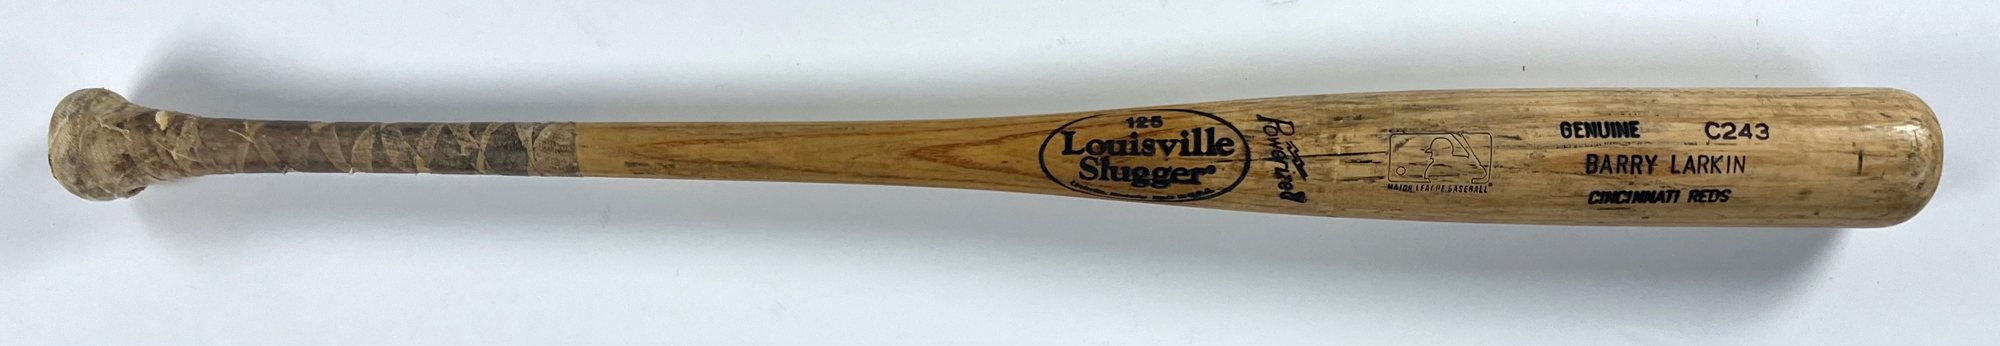 125
Louisville
Slugger®
Powerized
MAJOR LEAGUE BASEBALL®
GENUINE C243
BARRY LARKIN
CINCINNATI REDS